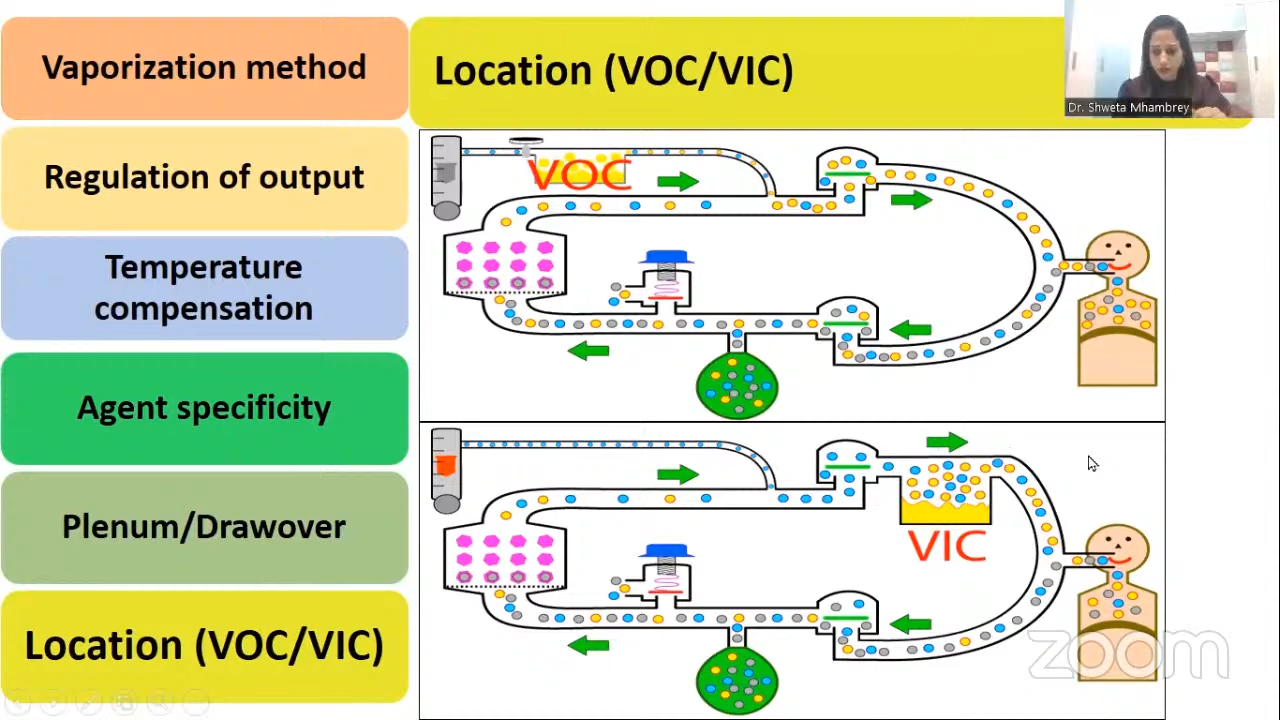 Vaporization method
Regulation of output
Temperature
compensation
Agent specificity
Plenum/Drawover
Location (VOC/VIC)
Location (VOC/VIC)
Dr. Shweta Mhambrey
VOC
VIC
zoom